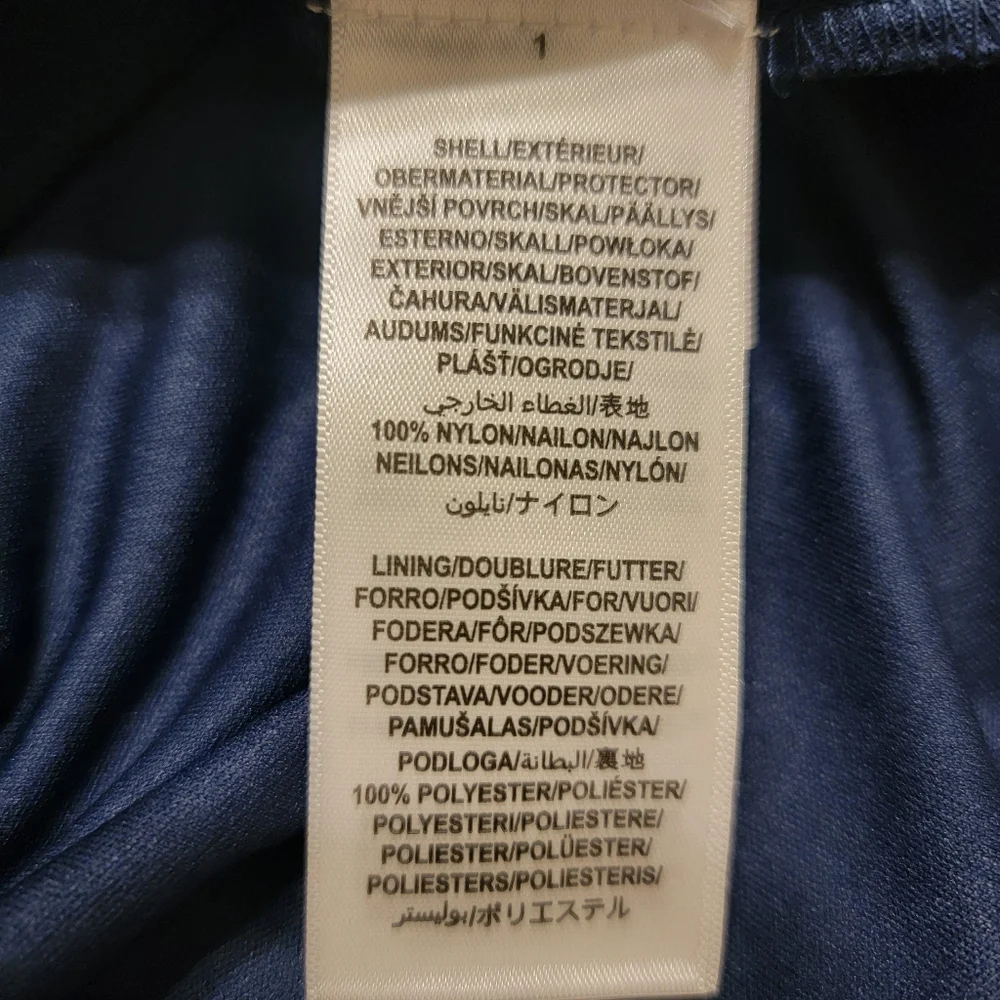 1
SHELL/EXTÉRIEUR/
OBERMATERIAL/PROTECTOR/
VNĚJŠÍ POVRCH/SKAL/PÄÄLLYS/
ESTERNO/SKALL/POWŁOKA/
EXTERIOR/SKAL/BOVENSTOF/
ČAHURA/VÄLISMATERJAL/
AUDUMS/FUNKCINĖ TEKSTILĖ/
PLÁŠŤ/OGRODJE/
الغطاء الخارجي/表地
100% NYLON/NAILON/NAJLON
NEILONS/NAILONAS/NYLÓN/
نايلون/ナイロン
LINING/DOUBLURE/FUTTER/
FORRO/PODŠÍVKA/FOR/VUORI/
FODERA/FÔR/PODSZEWKA/
FORRO/FODER/VOERING/
PODSTAVA/VOODER/ODERE/
PAMUŠALAS/PODŠÍVKA/
PODLOGA/البطانة/裏地
100% POLYESTER/POLIÉSTER/
POLYESTERI/POLIESTERE/
POLIESTER/POLÜESTER/
POLIESTERS/POLIESTERIS/
بوليستر/ポリエステル